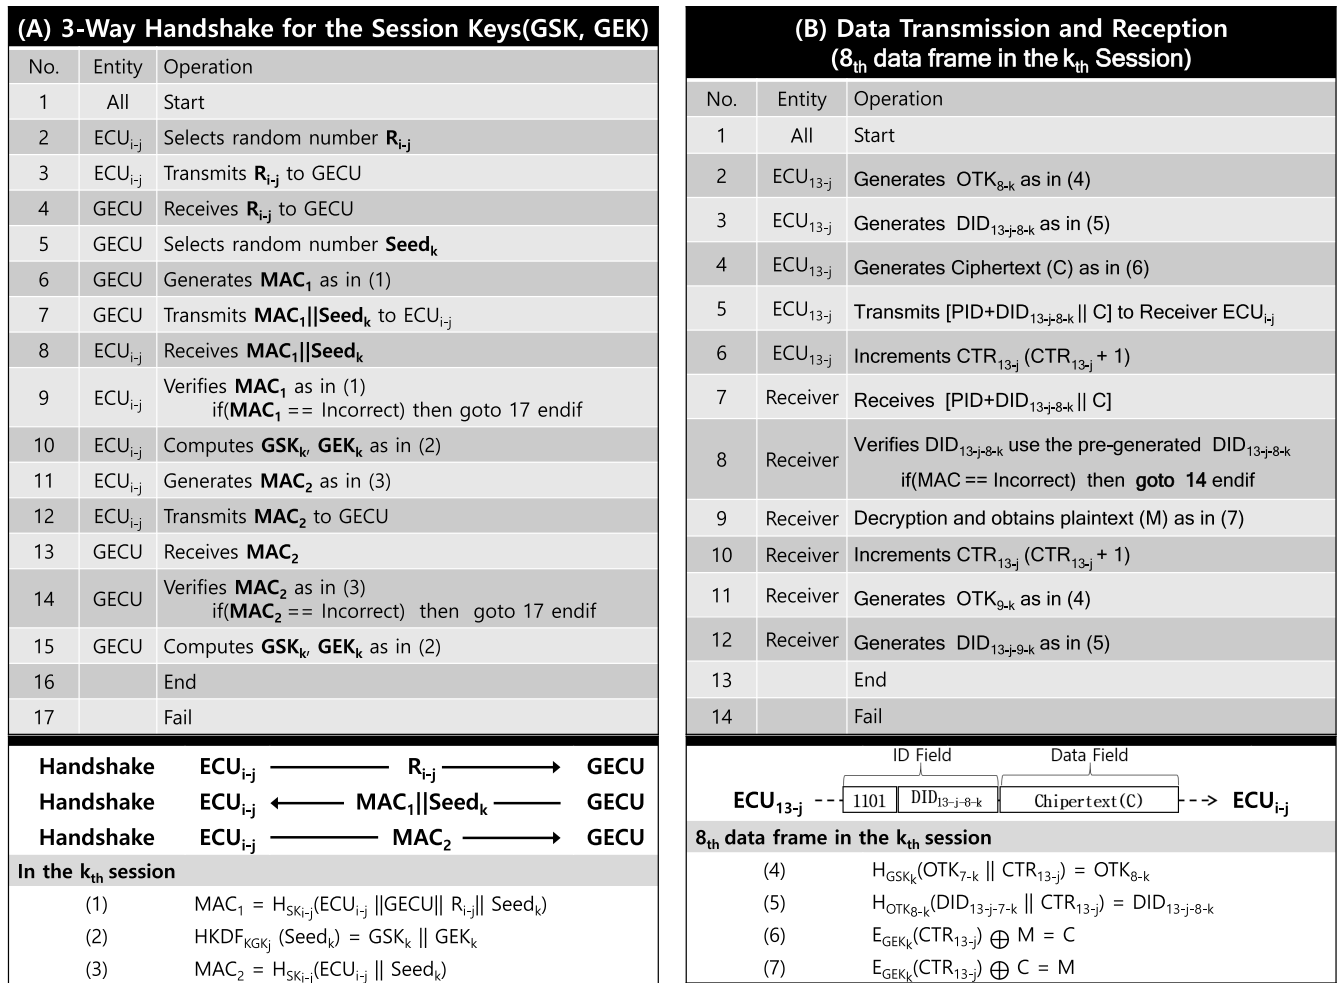 (A) 3-Way Handshake for the Session Keys(GSK, GEK)
No. Entity Operation
1 All Start
2 ECUi-j Selects random number Ri-j
3 ECUi-j Transmits Ri-j to GECU
4 GECU Receives Ri-j to GECU
5 GECU Selects random number Seedk
6 GECU Generates MAC1 as in (1)
7 GECU Transmits MAC1||Seedk to ECUi-j
8 ECUi-j Receives MAC1||Seedk
9 ECUi-j Verifies MAC1 as in (1)
if(MAC1 == Incorrect) then goto 17 endif
10 ECUi-j Computes GSKk, GEKk as in (2)
11 ECUi-j Generates MAC2 as in (3)
12 ECUi-j Transmits MAC2 to GECU
13 GECU Receives MAC2
14 GECU Verifies MAC2 as in (3)
if(MAC2 == Incorrect) then goto 17 endif
15 GECU Computes GSKk, GEKk as in (2)
16 End
17 Fail
Handshake ECUi-j Ri-j GECU
Handshake ECUi-j MAC1||Seedk GECU
Handshake ECUi-j MAC2 GECU
In the kth session
(1) MAC1 = HSKi-j(ECUi-j ||GECU|| Ri-j|| Seedk)
(2) HKDFKGKj (Seedk) = GSKk || GEKk
(3) MAC2 = HSKi-j(ECUi-j || Seedk)
(B) Data Transmission and Reception
(8th data frame in the kth Session)
No. Entity Operation
1 All Start
2 ECU13-j Generates OTK8-k as in (4)
3 ECU13-j Generates DID13-j-8-k as in (5)
4 ECU13-j Generates Ciphertext (C) as in (6)
5 ECU13-j Transmits [PID+DID13-j-8-k || C] to Receiver ECUi-j
6 ECU13-j Increments CTR13-j (CTR13-j + 1)
7 Receiver Receives [PID+DID13-j-8-k || C]
8 Receiver Verifies DID13-j-8-k use the pre-generated DID13-j-8-k
if(MAC == Incorrect) then goto 14 endif
9 Receiver Decryption and obtains plaintext (M) as in (7)
10 Receiver Increments CTR13-j (CTR13-j + 1)
11 Receiver Generates OTK9-k as in (4)
12 Receiver Generates DID13-j-9-k as in (5)
13 End
14 Fail
ID Field Data Field
ECU13-j 1101 DID13-j-8-k Chipertext(C) ECUi-j
8th data frame in the kth session
(4) HGSKk(OTK7-k || CTR13-j) = OTK8-k
(5) HOTK8-k(DID13-j-7-k || CTR13-j) = DID13-j-8-k
(6) EGEKk(CTR13-j) ⊕ M = C
(7) EGEKk(CTR13-j) ⊕ C = M